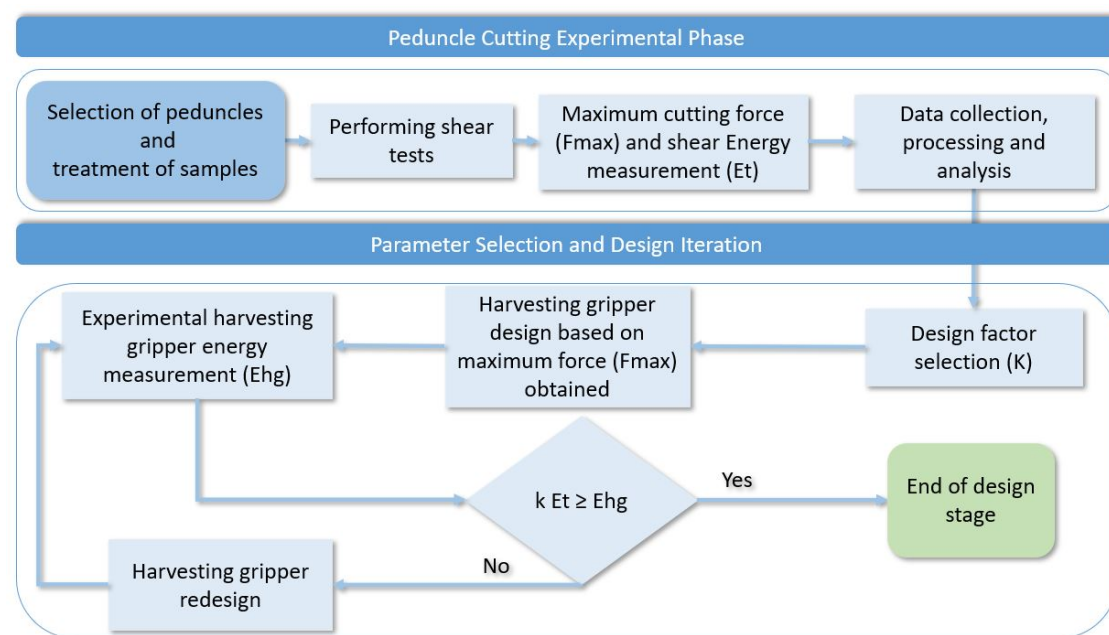 Peduncle Cutting Experimental Phase
Selection of peduncles
and
treatment of samples
Performing shear
tests
Maximum cutting force
(Fmax) and shear Energy
measurement (Et)
Data collection,
processing and
analysis
Parameter Selection and Design Iteration
Experimental harvesting
gripper energy
measurement (Ehg)
Harvesting gripper
design based on
maximum force (Fmax)
obtained
Design factor
selection (K)
k Et ≥ Ehg
Yes
End of design
stage
No
Harvesting gripper
redesign